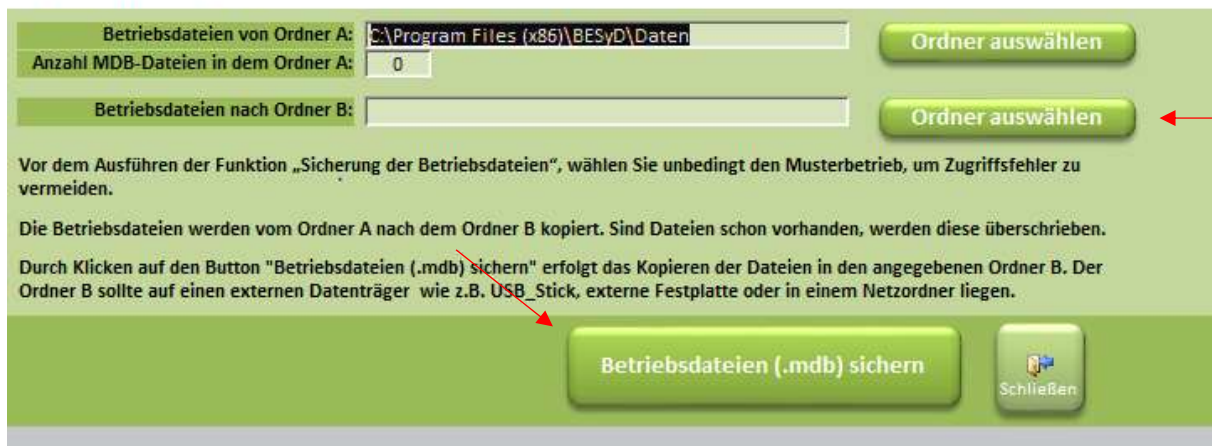 Betriebsdateien von Ordner A: C:\Program Files (x86)\BESyD\Daten Ordner auswählen
Anzahl MDB-Dateien in dem Ordner A: 0
Betriebsdateien nach Ordner B: Ordner auswählen
Vor dem Ausführen der Funktion „Sicherung der Betriebsdateien“, wählen Sie unbedingt den Musterbetrieb, um Zugriffsfehler zu
vermeiden.
Die Betriebsdateien werden vom Ordner A nach dem Ordner B kopiert. Sind Dateien schon vorhanden, werden diese überschrieben.
Durch Klicken auf den Button "Betriebsdateien (.mdb) sichern" erfolgt das Kopieren der Dateien in den angegebenen Ordner B. Der
Ordner B sollte auf einen externen Datenträger wie z.B. USB_Stick, externe Festplatte oder in einem Netzordner liegen.
Betriebsdateien (.mdb) sichern
Schließen